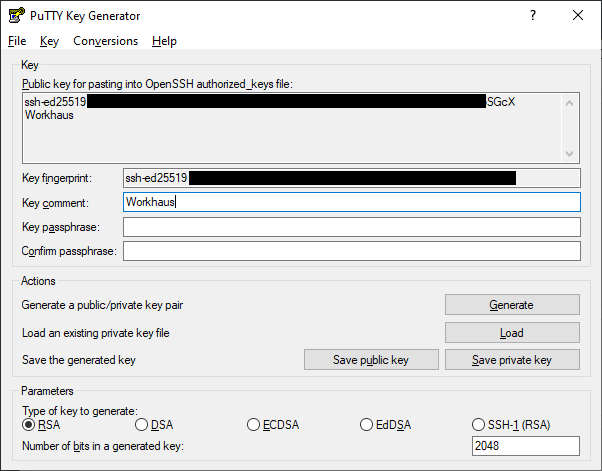 PuTTY Key Generator
?
File Key Conversions Help
Key
Public key for pasting into OpenSSH authorized_keys file:
ssh-ed25519 SGcX
Workhaus
Key fingerprint: ssh-ed25519
Key comment: Workhaus
Key passphrase:
Confirm passphrase:
Actions
Generate a public/private key pair Generate
Load an existing private key file Load
Save the generated key Save public key Save private key
Parameters
Type of key to generate:
RSA DSA ECDSA EdDSA SSH-1 (RSA)
Number of bits in a generated key: 2048